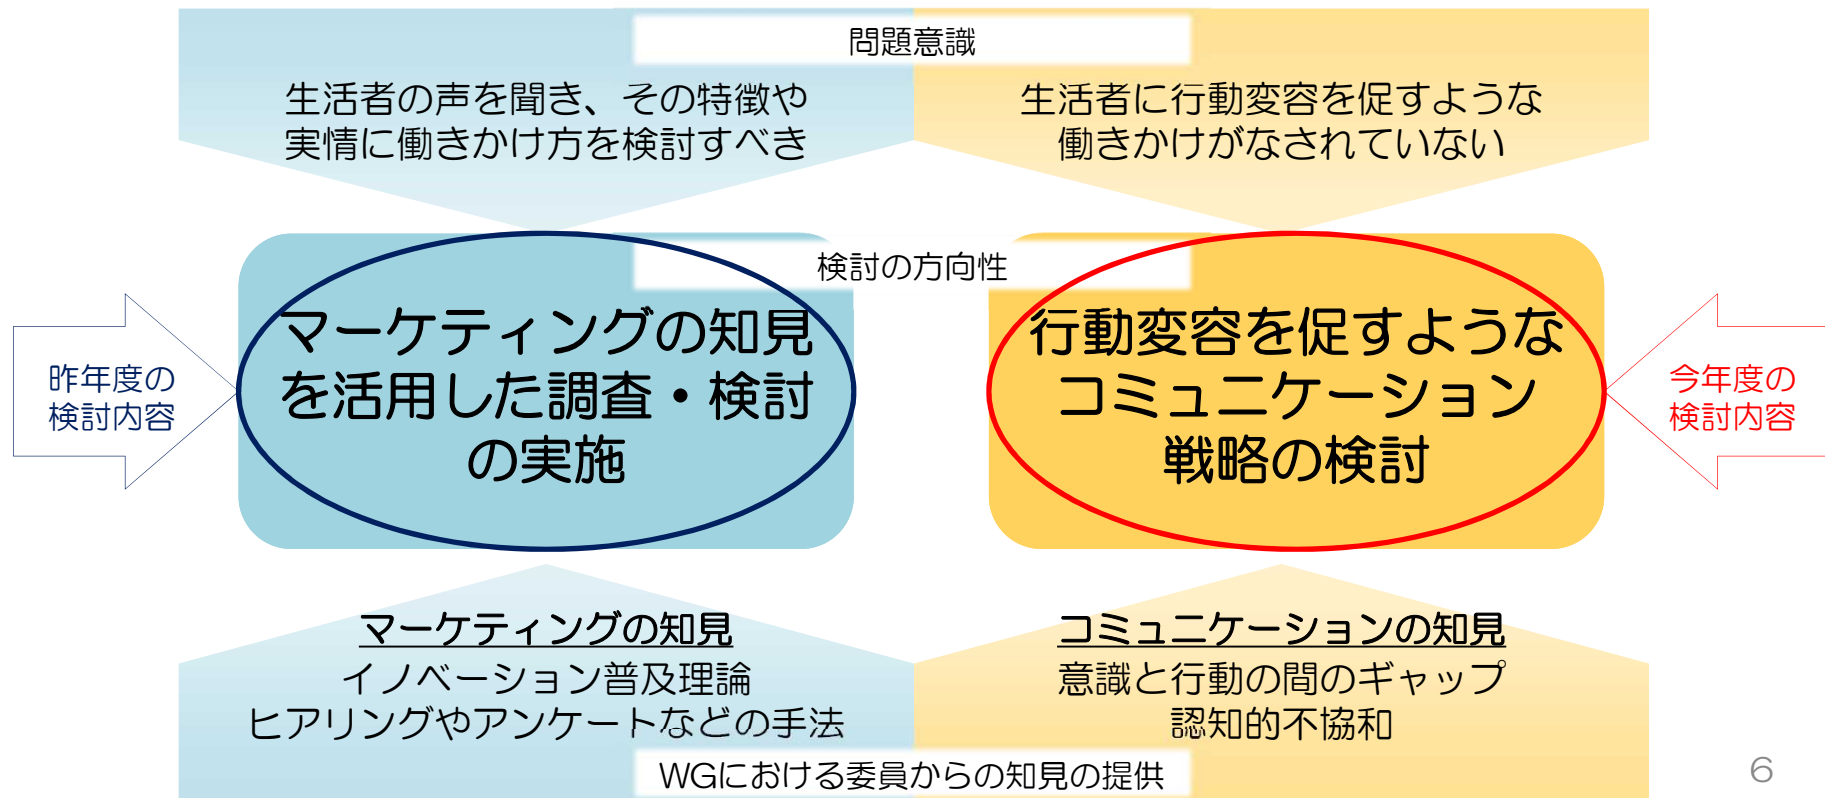 問題意識
生活者の声を聞き、その特徴や
実情に働きかけ方を検討すべき
生活者に行動変容を促すような
働きかけがなされていない
検討の方向性
昨年度の
検討内容
マーケティングの知見
を活用した調査・検討
の実施
行動変容を促すような
コミュニケーション
戦略の検討
今年度の
検討内容
マーケティングの知見
イノベーション普及理論
ヒアリングやアンケートなどの手法
コミュニケーションの知見
意識と行動の間のギャップ
認知的不協和
WGにおける委員からの知見の提供
6